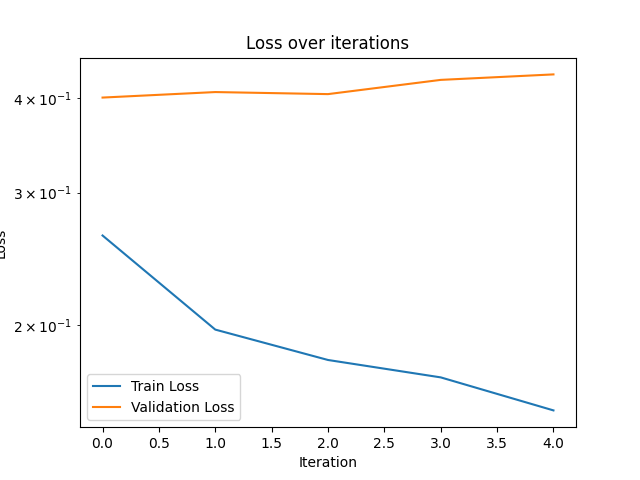 Loss over iterations
4 × 10⁻¹
3 × 10⁻¹
2 × 10⁻¹
Loss
Train Loss
Validation Loss
0.0 0.5 1.0 1.5 2.0 2.5 3.0 3.5 4.0
Iteration